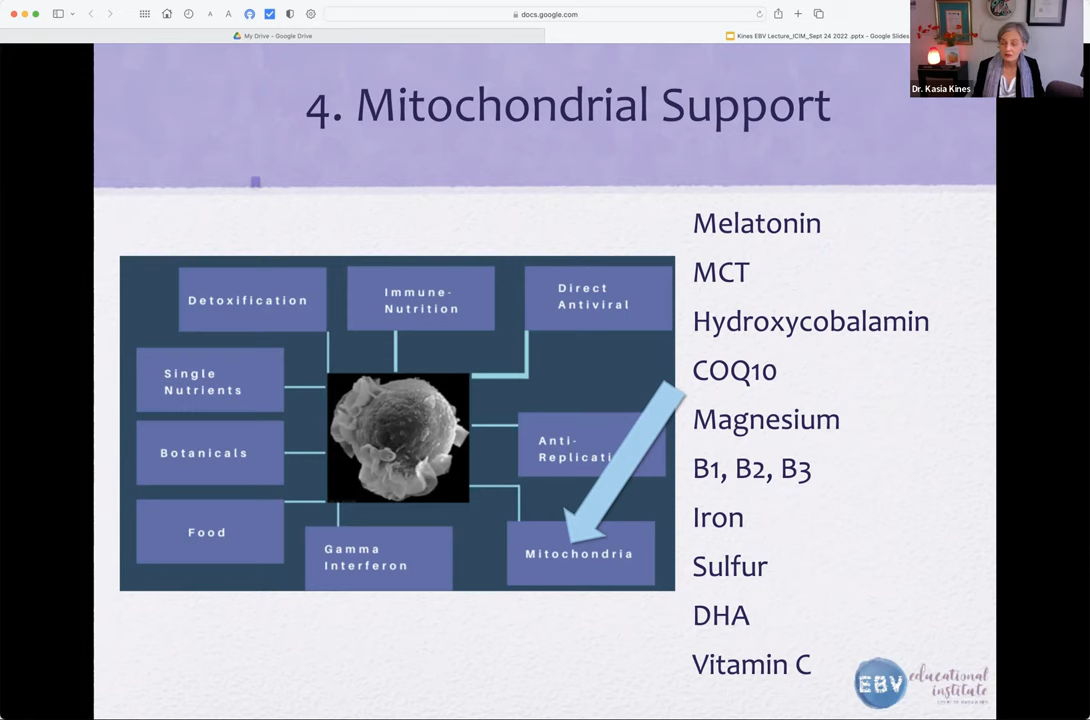 docs.google.com
My Drive - Google Drive
Kines EBV Lecture_ICIM_Sept 24 2022 .pptx - Google Slides
Dr. Kasia Kines
4. Mitochondrial Support
Detoxification
Immune-
Nutrition
Direct
Antiviral
Single
Nutrients
Botanicals
Anti-
Replicati
Food
Gamma
Interferon
Mitochondria
Melatonin
MCT
Hydroxycobalamin
COQ10
Magnesium
B1, B2, B3
Iron
Sulfur
DHA
Vitamin C
EBV educational
institute